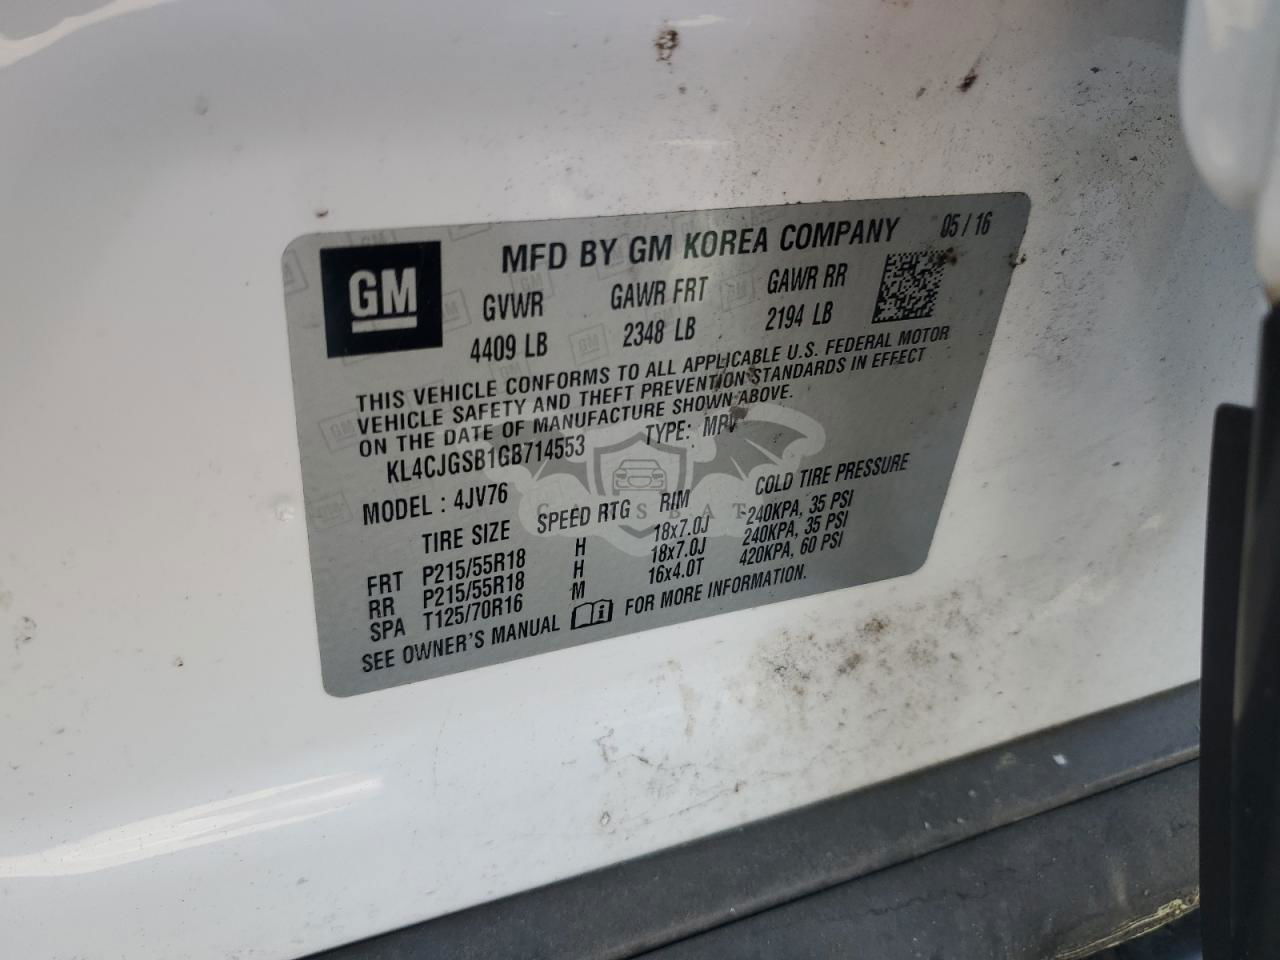 GM
MFD BY GM KOREA COMPANY 05 / 16
GVWR GAWR FRT GAWR RR
4409 LB 2348 LB 2194 LB
THIS VEHICLE CONFORMS TO ALL APPLICABLE U.S. FEDERAL MOTOR
VEHICLE SAFETY AND THEFT PREVENTION STANDARDS IN EFFECT
ON THE DATE OF MANUFACTURE SHOWN ABOVE.
KL4CJGSB1GB714553 TYPE: MPV
MODEL : 4JV76
TIRE SIZE SPEED RTG RIM COLD TIRE PRESSURE
FRT P215/55R18 H 18x7.0J 240KPA, 35 PSI
RR P215/55R18 H 18x7.0J 240KPA, 35 PSI
SPA T125/70R16 M 16x4.0T 420KPA, 60 PSI
SEE OWNER'S MANUAL FOR MORE INFORMATION.